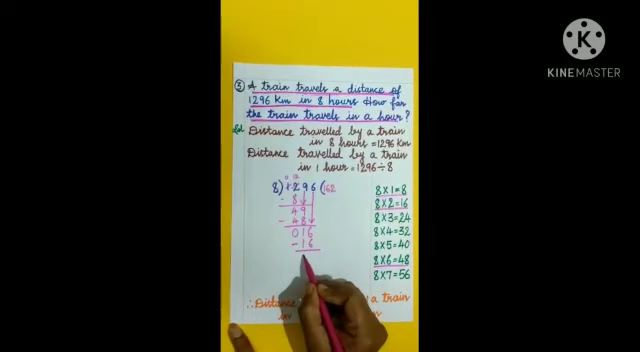 KINEMASTER
③ A train travels a distance of
1296 Km in 8 hours How far
the train travels in a hour?
Sol Distance travelled by a train
in 8 hours = 1296 Km
Distance travelled by a train
in 1 hour = 1296 ÷ 8
0 12
8) 1296 (162
- 8
49
- 48
016
- 16
8×1=8
8×2=16
8×3=24
8×4=32
8×5=40
8×6=48
8×7=56
∴ Distance a train
in